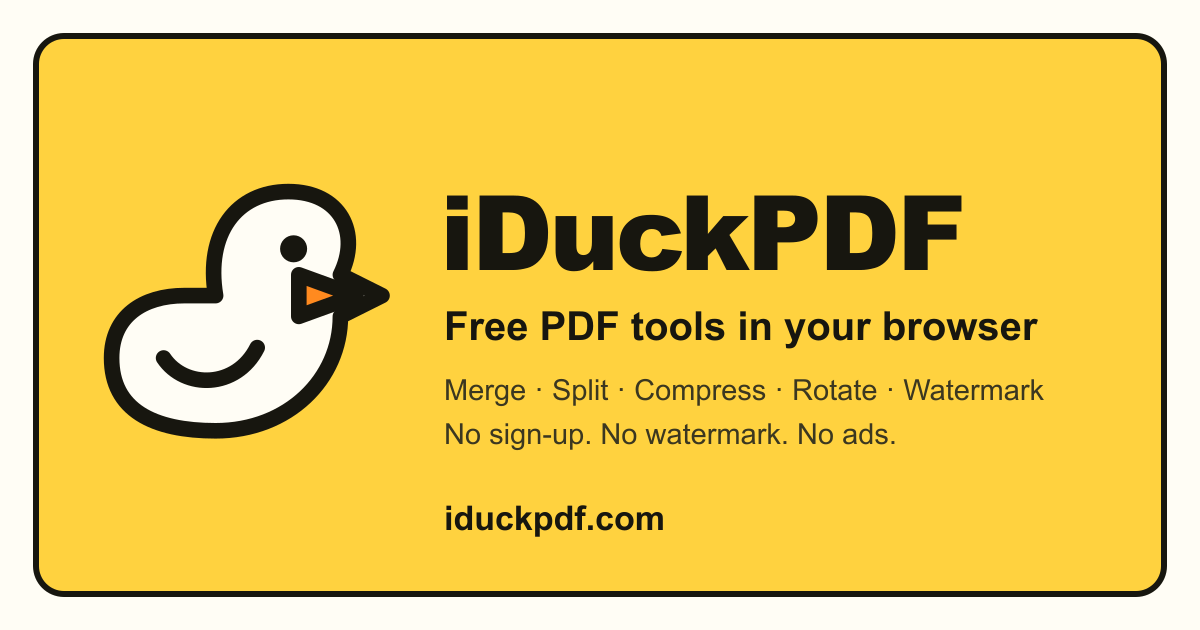 iDuckPDF
Free PDF tools in your browser
Merge · Split · Compress · Rotate · Watermark
No sign-up. No watermark. No ads.
iduckpdf.com